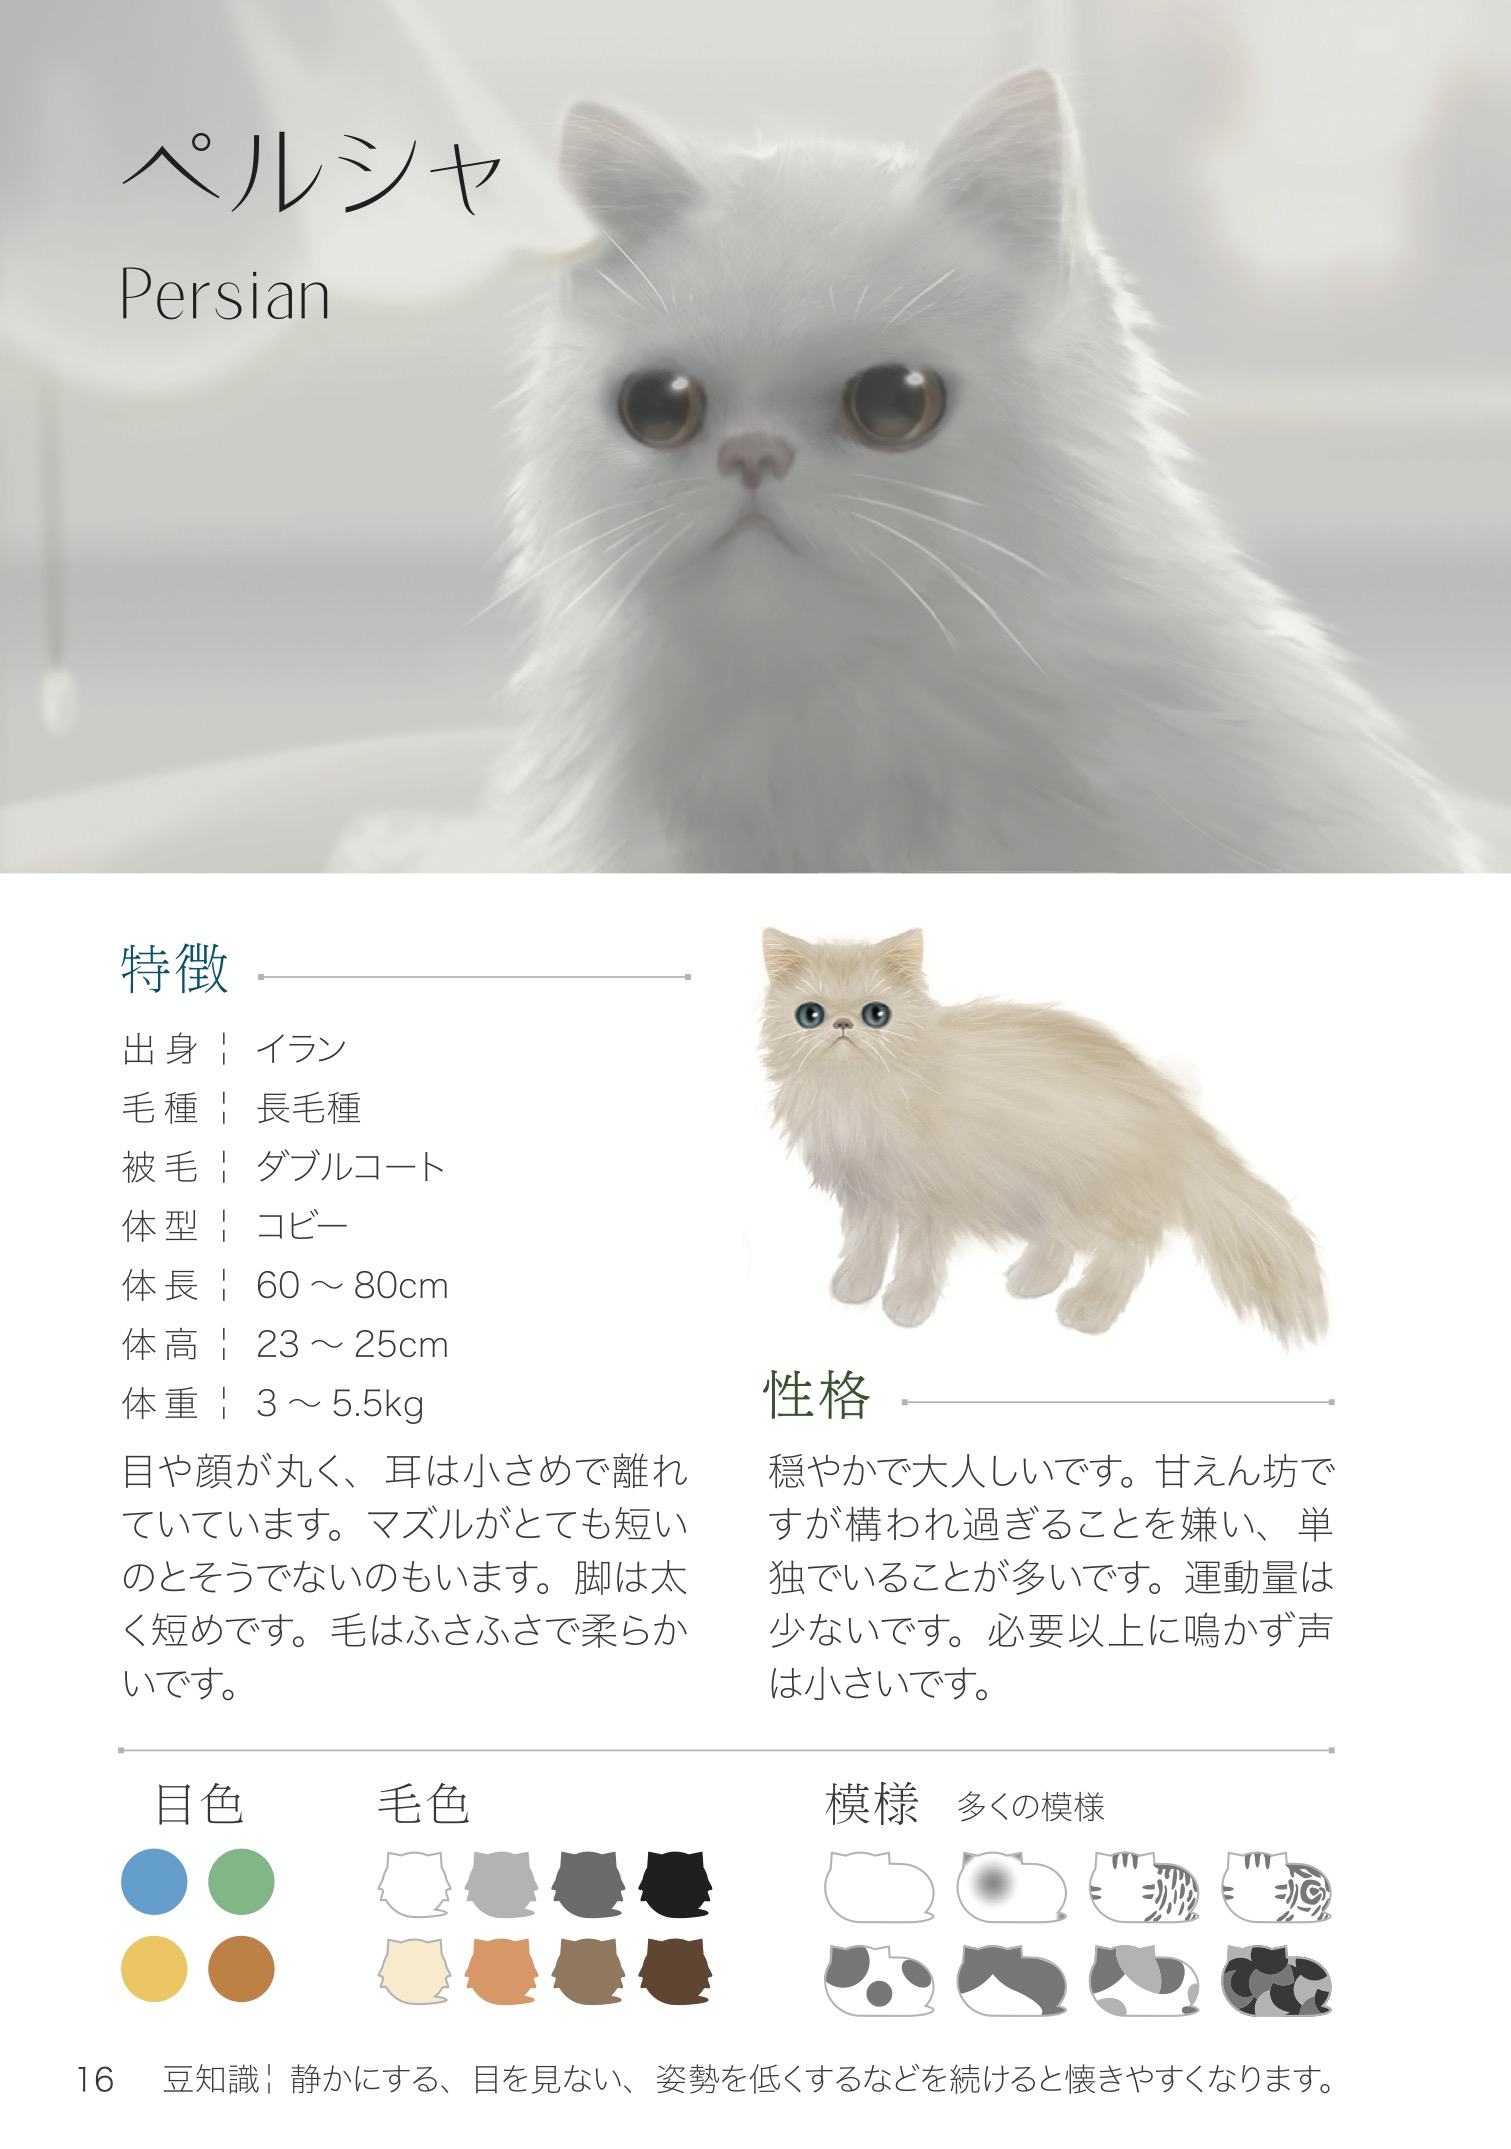 ペルシャ
Persian
特徴
出身¦ イラン
毛種¦ 長毛種
被毛¦ ダブルコート
体型¦ コビー
体長¦ 60 〜 80cm
体高¦ 23 〜 25cm
体重¦ 3 〜 5.5kg
目や顔が丸く、耳は小さめで離れ
ていています。マズルがとても短い
のとそうでないのもいます。脚は太
く短めです。毛はふさふさで柔らか
いです。
性格
穏やかで大人しいです。甘えん坊で
すが構われ過ぎることを嫌い、単
独でいることが多いです。運動量は
少ないです。必要以上に鳴かず声
は小さいです。
目色
毛色
模様 多くの模様
16 豆知識¦ 静かにする、目を見ない、姿勢を低くするなどを続けると懐きやすくなります。